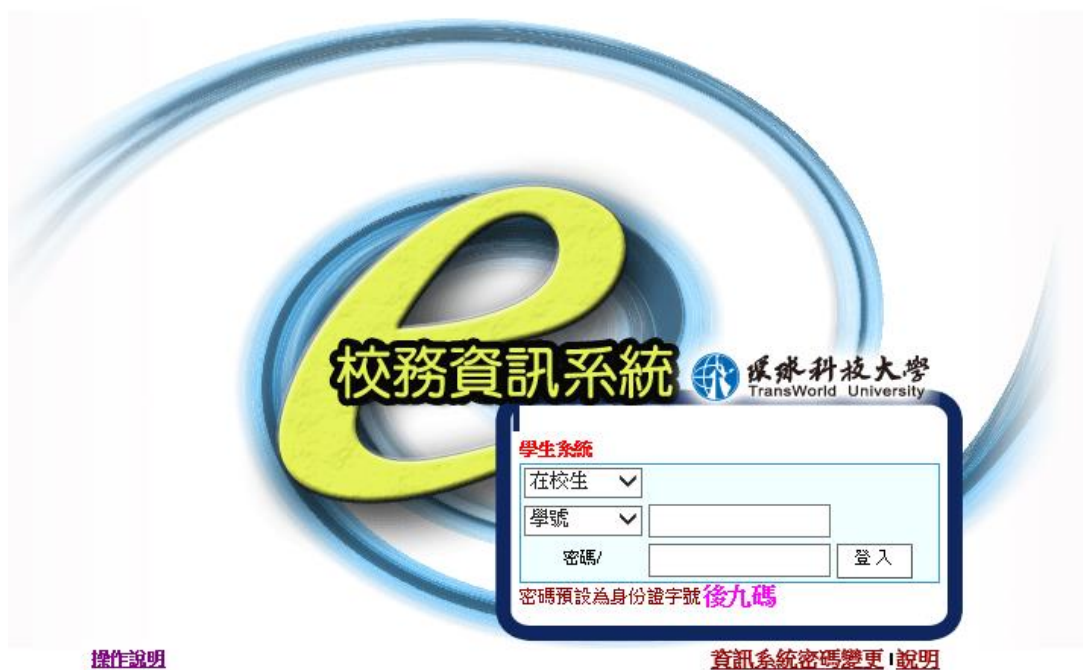 e
校務資訊系統
環球科技大學
TransWorld University
學生系統
在校生
學號
密碼/
登入
密碼預設為身份證字號後九碼
操作說明
資訊系統密碼變更|說明